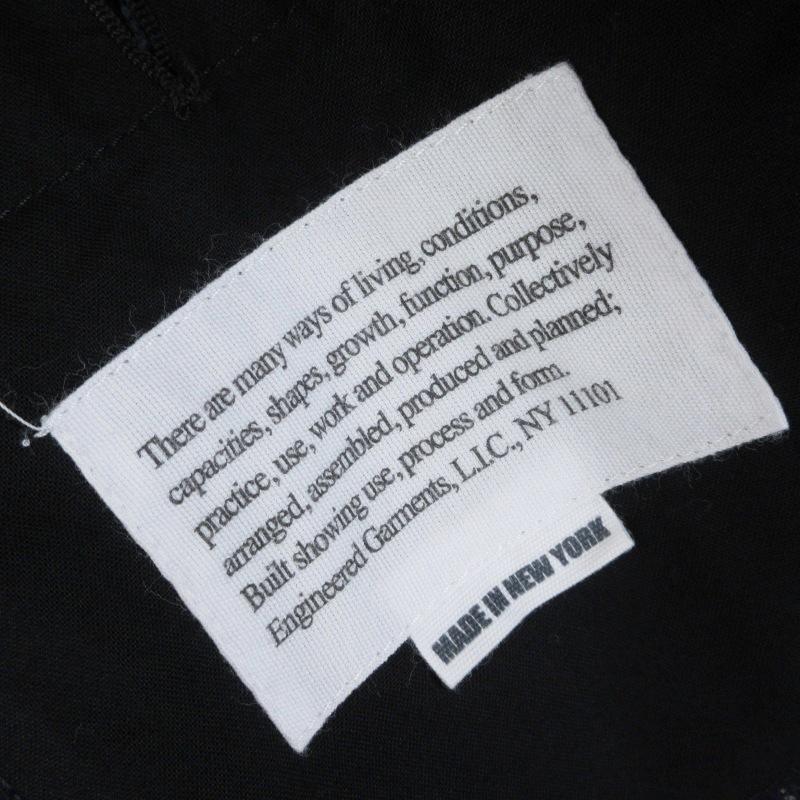 There are many ways of living, conditions,
capacities, shapes, growth, function, purpose,
practice, use, work and operation. Collectively
arranged, assembled, produced and planned;
Built showing use, process and form.
Engineered Garments, L.I.C., NY 11101
MADE IN NEW YORK